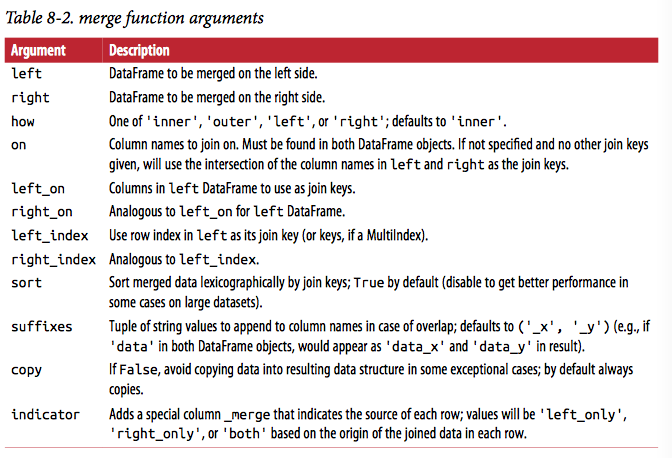 Table 8-2. merge function arguments
Argument Description
left DataFrame to be merged on the left side.
right DataFrame to be merged on the right side.
how One of 'inner', 'outer', 'left', or 'right'; defaults to 'inner'.
on Column names to join on. Must be found in both DataFrame objects. If not specified and no other join keys
given, will use the intersection of the column names in left and right as the join keys.
left_on Columns in left DataFrame to use as join keys.
right_on Analogous to left_on for left DataFrame.
left_index Use row index in left as its join key (or keys, if a MultiIndex).
right_index Analogous to left_index.
sort Sort merged data lexicographically by join keys; True by default (disable to get better performance in
some cases on large datasets).
suffixes Tuple of string values to append to column names in case of overlap; defaults to ('_x', '_y') (e.g., if
'data' in both DataFrame objects, would appear as 'data_x' and 'data_y' in result).
copy If False, avoid copying data into resulting data structure in some exceptional cases; by default always
copies.
indicator Adds a special column _merge that indicates the source of each row; values will be 'left_only',
'right_only', or 'both' based on the origin of the joined data in each row.